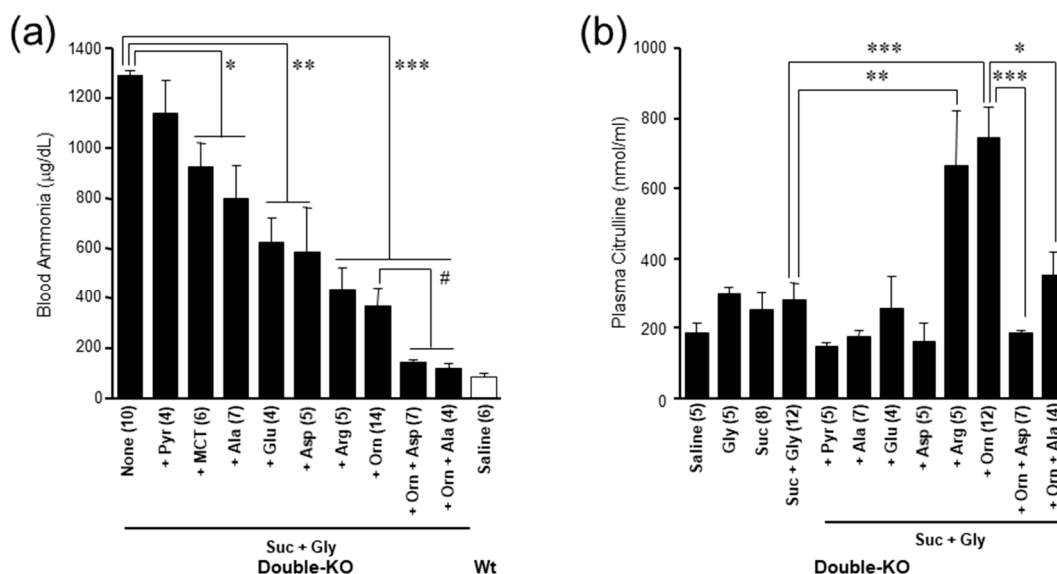 (a)
1400
1200
1000
800
600
400
200
0
Blood Ammonia (µg/dL)
*
**
***
#
None (10)
+ Pyr (4)
+ MCT (6)
+ Ala (7)
+ Glu (4)
+ Asp (5)
+ Arg (5)
+ Orn (14)
+ Orn + Asp (7)
+ Orn + Ala (4)
Saline (6)
Suc + Gly
Double-KO
Wt
(b)
1000
800
600
400
200
0
Plasma Citrulline (nmol/ml)
***
*
**
***
Saline (5)
Gly (5)
Suc (8)
Suc + Gly (12)
+ Pyr (5)
+ Ala (7)
+ Glu (4)
+ Asp (5)
+ Arg (5)
+ Orn (12)
+ Orn + Asp (7)
+ Orn + Ala (4)
Suc + Gly
Double-KO